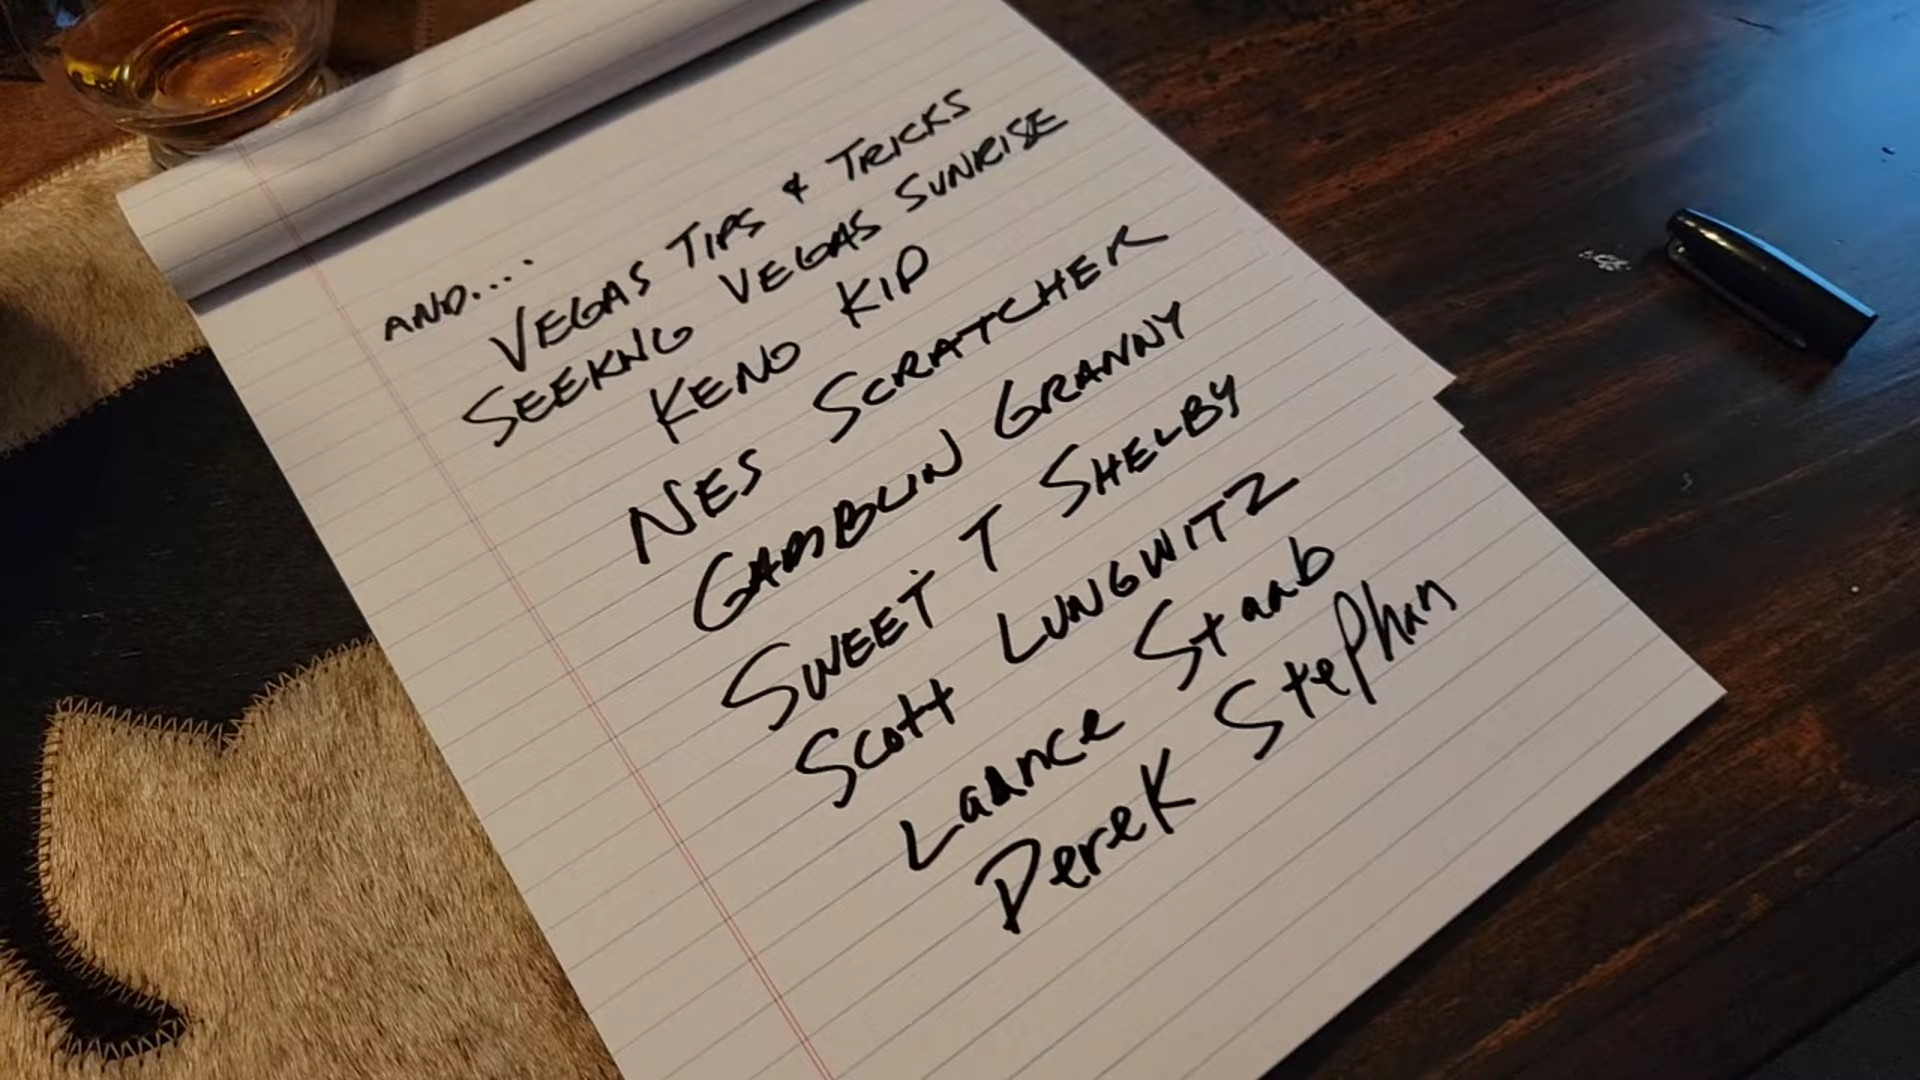 AND....
VEGAS TIPS & TRICKS
SEEKNG VEGAS SUNRISE
KENO KID
NES SCRATCHER
GAMBLIN GRANNY
SWEET T SHELBY
Scott LUNGWITZ
Laance Staab
Derek Stephan